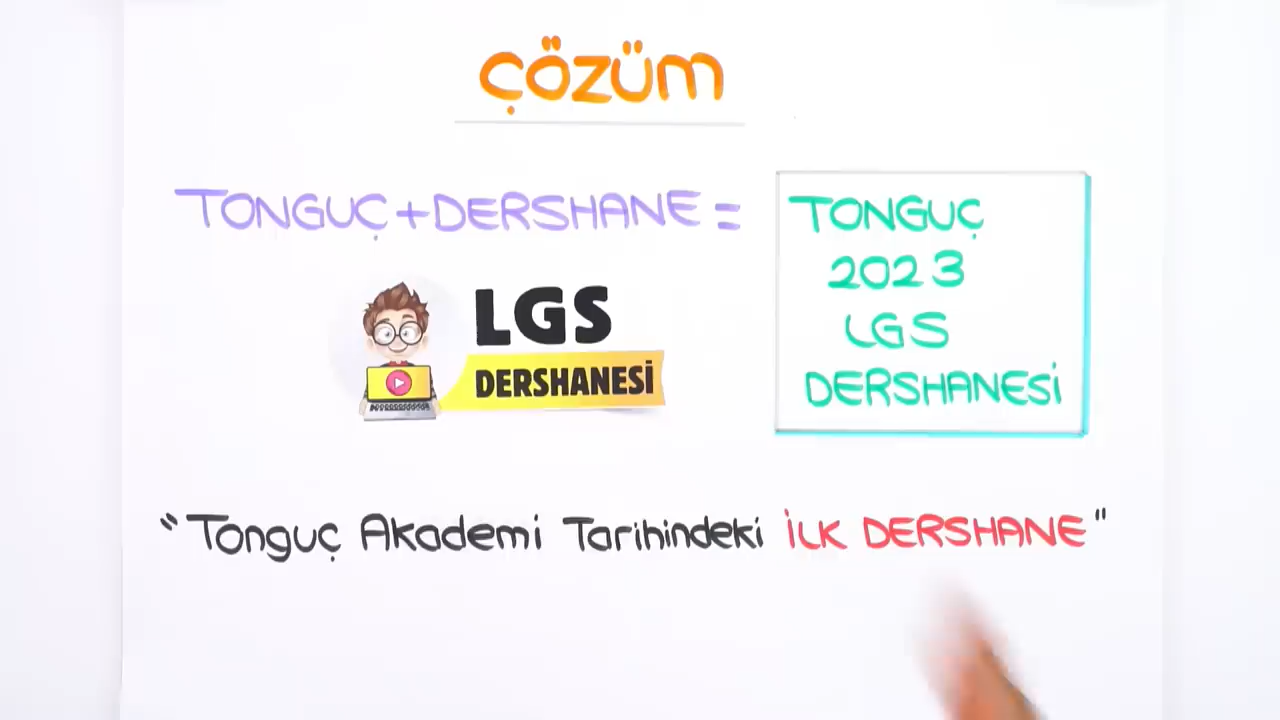 ÇÖZÜM
TONGUÇ+DERSHANE =
TONGUÇ
2023
LGS
DERSHANESİ
LGS
DERSHANESİ
"Tonguç Akademi Tarihindeki İLK DERSHANE"